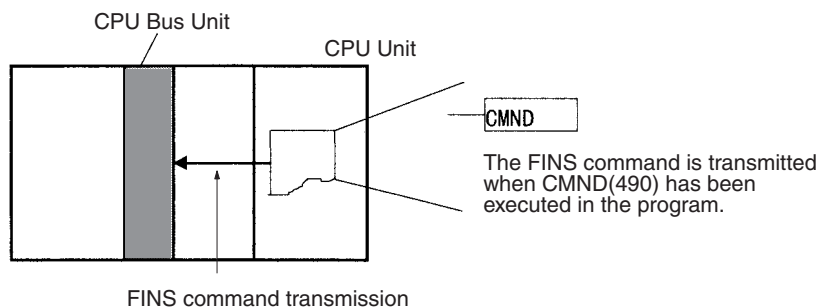 CPU Bus Unit
CPU Unit
CMND
The FINS command is transmitted
when CMND(490) has been
executed in the program.
FINS command transmission